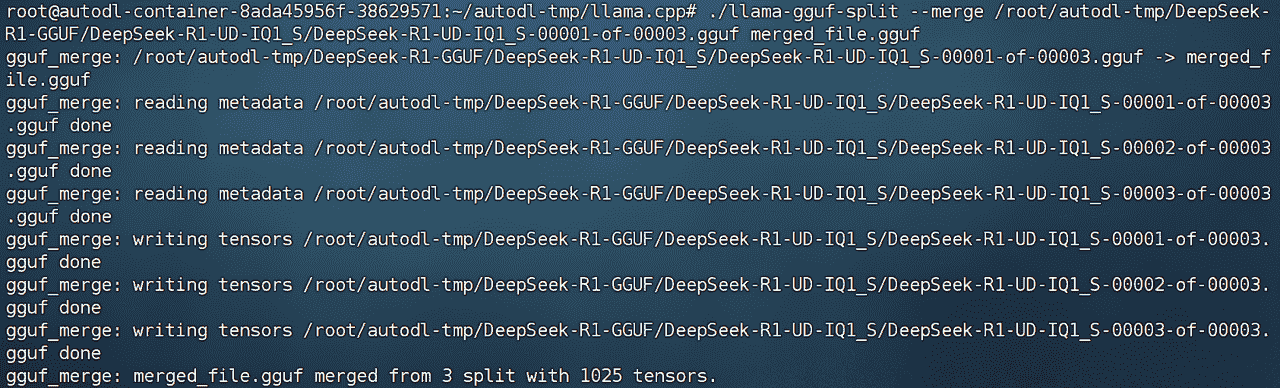 root@autodl-container-8ada45956f-38629571:~/autodl-tmp/llama.cpp# ./llama-gguf-split --merge /root/autodl-tmp/DeepSeek-
R1-GGUF/DeepSeek-R1-UD-IQ1_S/DeepSeek-R1-UD-IQ1_S-00001-of-00003.gguf merged_file.gguf
gguf_merge: /root/autodl-tmp/DeepSeek-R1-GGUF/DeepSeek-R1-UD-IQ1_S/DeepSeek-R1-UD-IQ1_S-00001-of-00003.gguf -> merged_f
ile.gguf
gguf_merge: reading metadata /root/autodl-tmp/DeepSeek-R1-GGUF/DeepSeek-R1-UD-IQ1_S/DeepSeek-R1-UD-IQ1_S-00001-of-00003
.gguf done
gguf_merge: reading metadata /root/autodl-tmp/DeepSeek-R1-GGUF/DeepSeek-R1-UD-IQ1_S/DeepSeek-R1-UD-IQ1_S-00002-of-00003
.gguf done
gguf_merge: reading metadata /root/autodl-tmp/DeepSeek-R1-GGUF/DeepSeek-R1-UD-IQ1_S/DeepSeek-R1-UD-IQ1_S-00003-of-00003
.gguf done
gguf_merge: writing tensors /root/autodl-tmp/DeepSeek-R1-GGUF/DeepSeek-R1-UD-IQ1_S/DeepSeek-R1-UD-IQ1_S-00001-of-00003.
gguf done
gguf_merge: writing tensors /root/autodl-tmp/DeepSeek-R1-GGUF/DeepSeek-R1-UD-IQ1_S/DeepSeek-R1-UD-IQ1_S-00002-of-00003.
gguf done
gguf_merge: writing tensors /root/autodl-tmp/DeepSeek-R1-GGUF/DeepSeek-R1-UD-IQ1_S/DeepSeek-R1-UD-IQ1_S-00003-of-00003.
gguf done
gguf_merge: merged_file.gguf merged from 3 split with 1025 tensors.